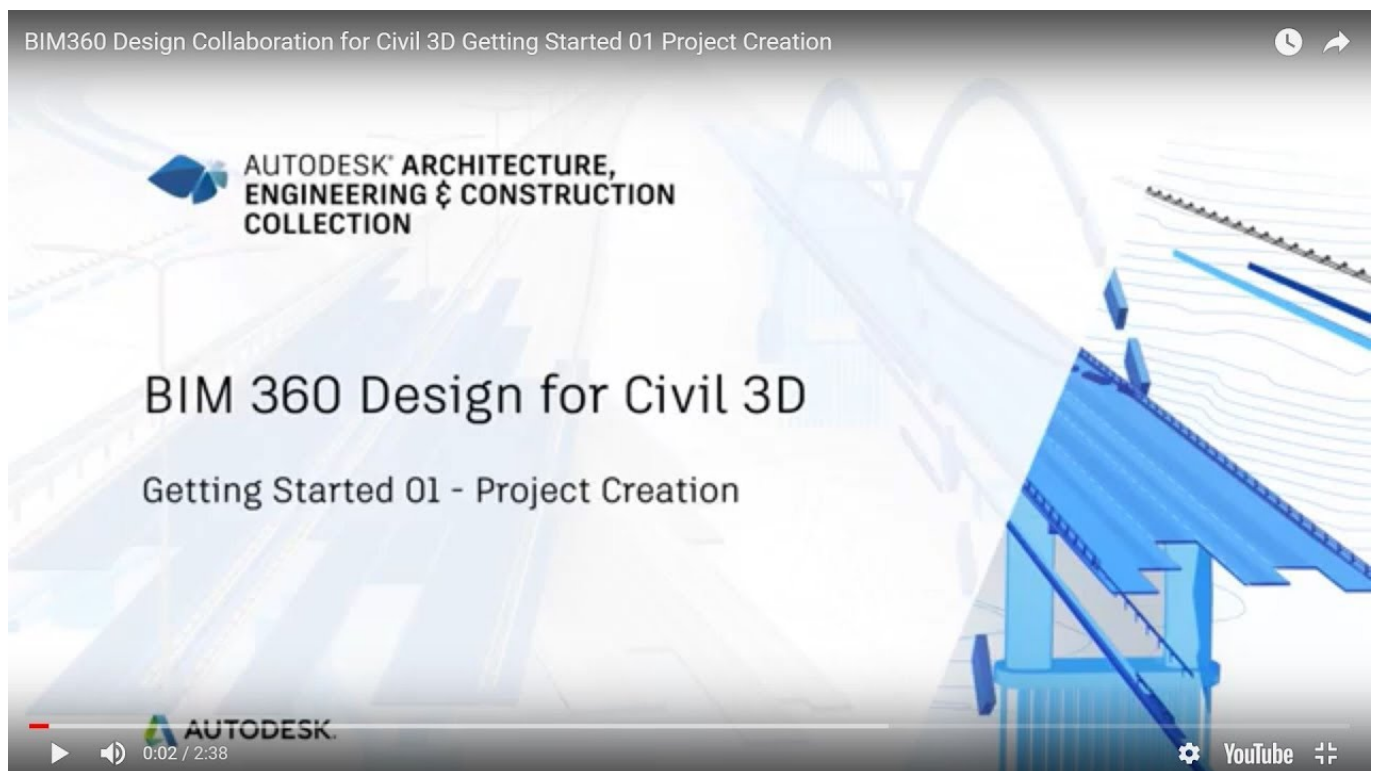 BIM360 Design Collaboration for Civil 3D Getting Started 01 Project Creation
AUTODESK® ARCHITECTURE,
ENGINEERING & CONSTRUCTION
COLLECTION
BIM 360 Design for Civil 3D
Getting Started 01 - Project Creation
AUTODESK.
0:02 / 2:38
YouTube